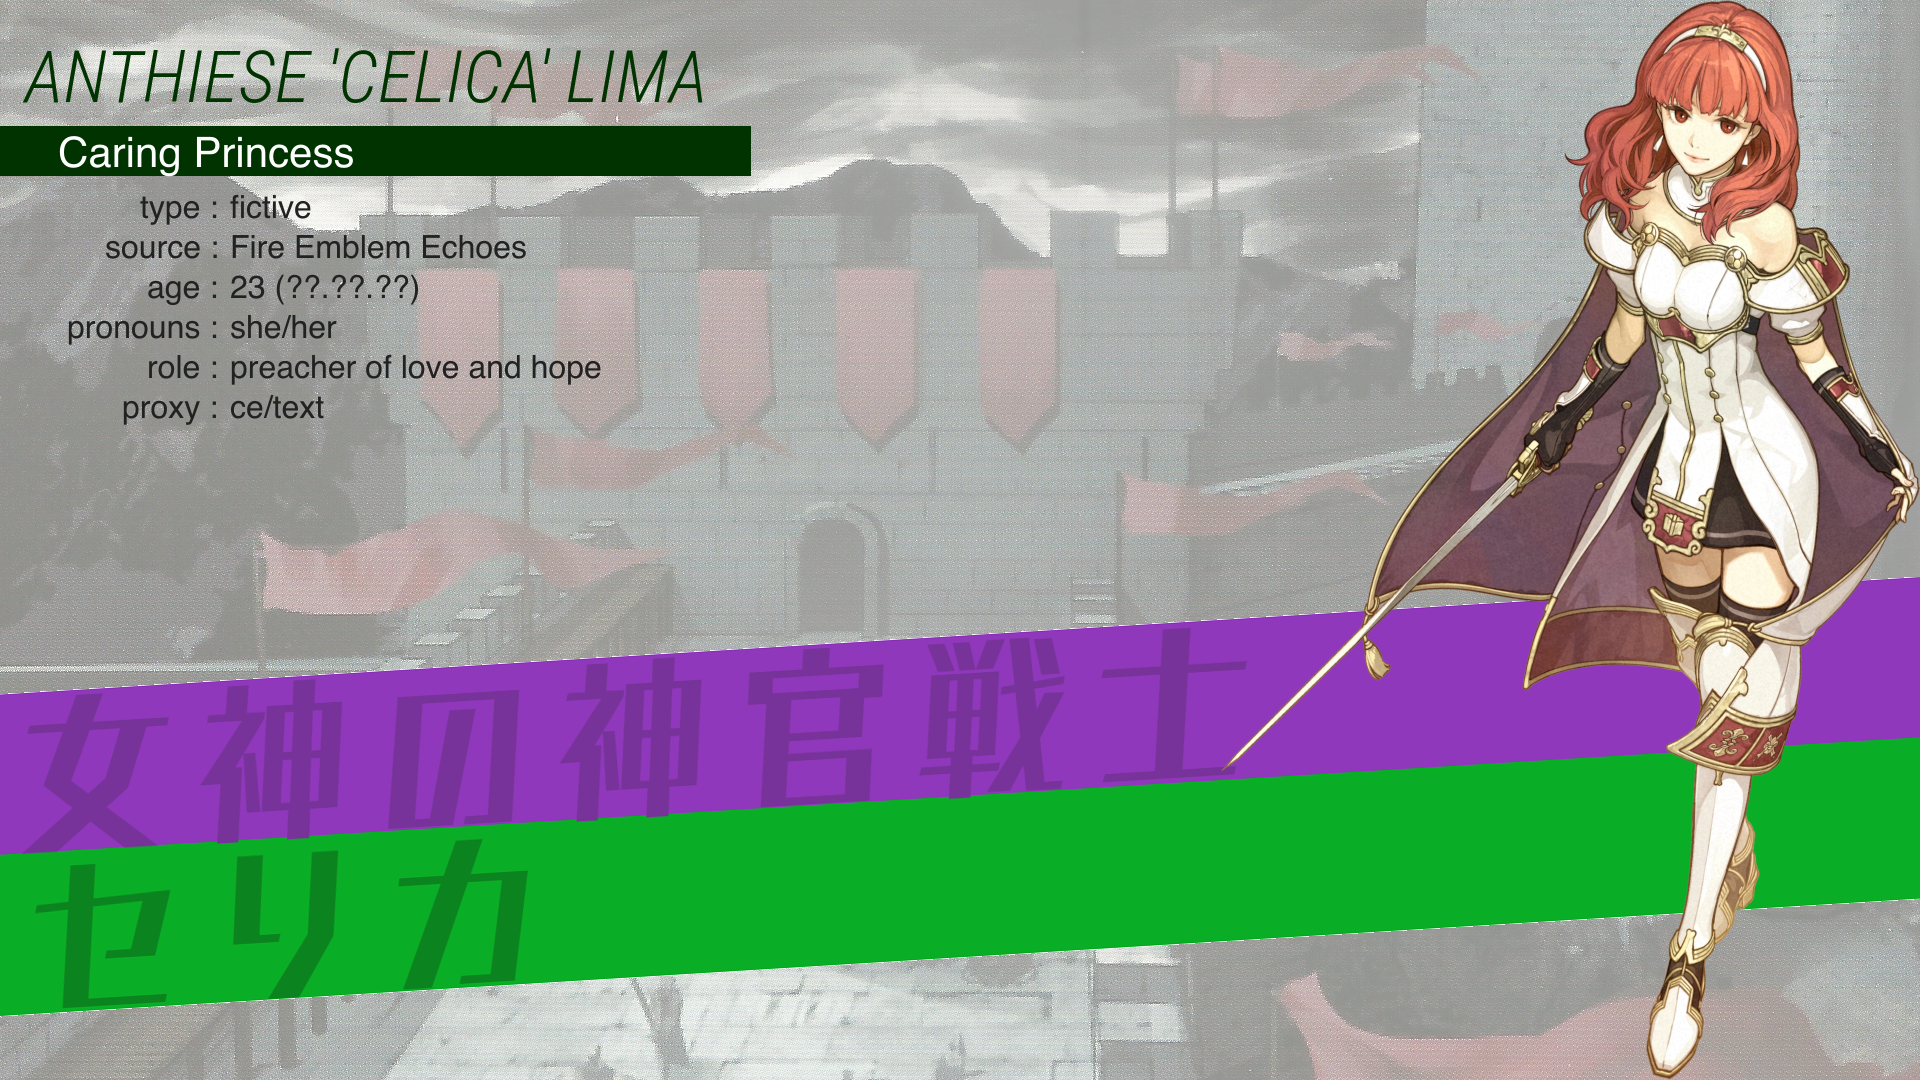 ANTHIESE 'CELICA' LIMA
Caring Princess
type : fictive
source : Fire Emblem Echoes
age : 23 (??.??.??)
pronouns : she/her
role : preacher of love and hope
proxy : ce/text
女神の神官戦士
セリカ